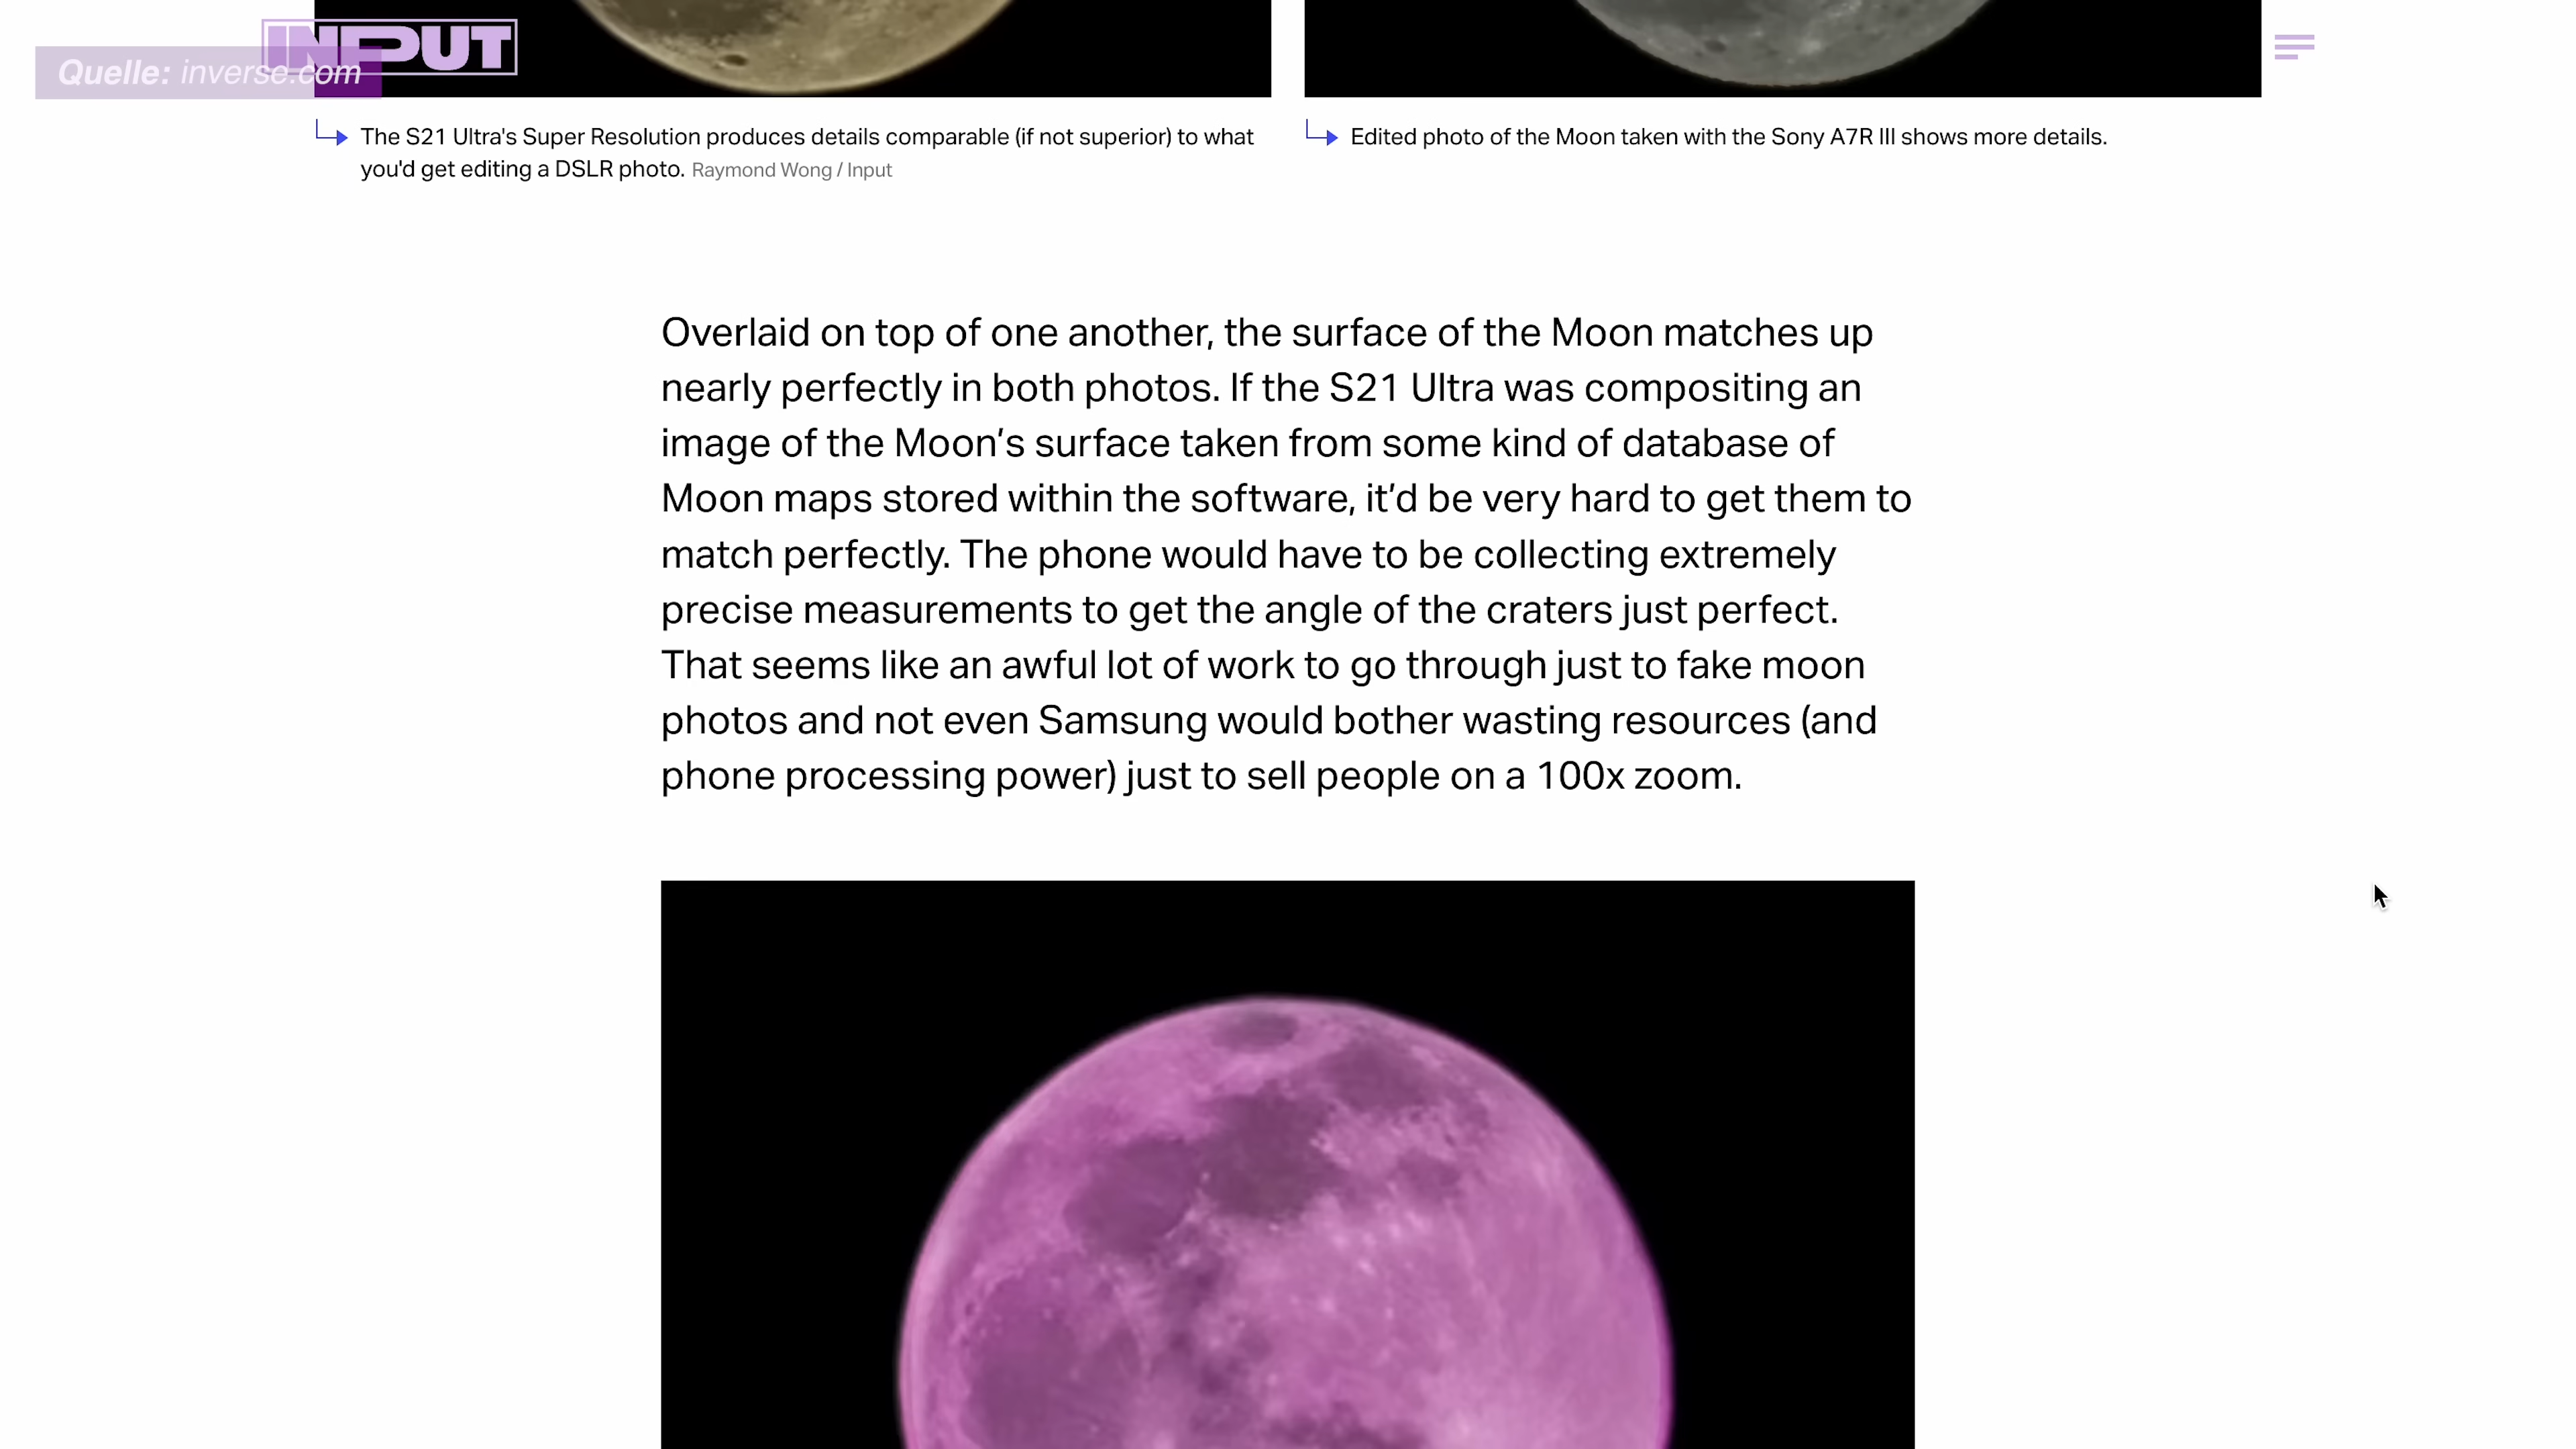 INPUT
Quelle: inverse.com
The S21 Ultra's Super Resolution produces details comparable (if not superior) to what
you'd get editing a DSLR photo. Raymond Wong / Input
Edited photo of the Moon taken with the Sony A7R III shows more details.
Overlaid on top of one another, the surface of the Moon matches up
nearly perfectly in both photos. If the S21 Ultra was compositing an
image of the Moon’s surface taken from some kind of database of
Moon maps stored within the software, it’d be very hard to get them to
match perfectly. The phone would have to be collecting extremely
precise measurements to get the angle of the craters just perfect.
That seems like an awful lot of work to go through just to fake moon
photos and not even Samsung would bother wasting resources (and
phone processing power) just to sell people on a 100x zoom.